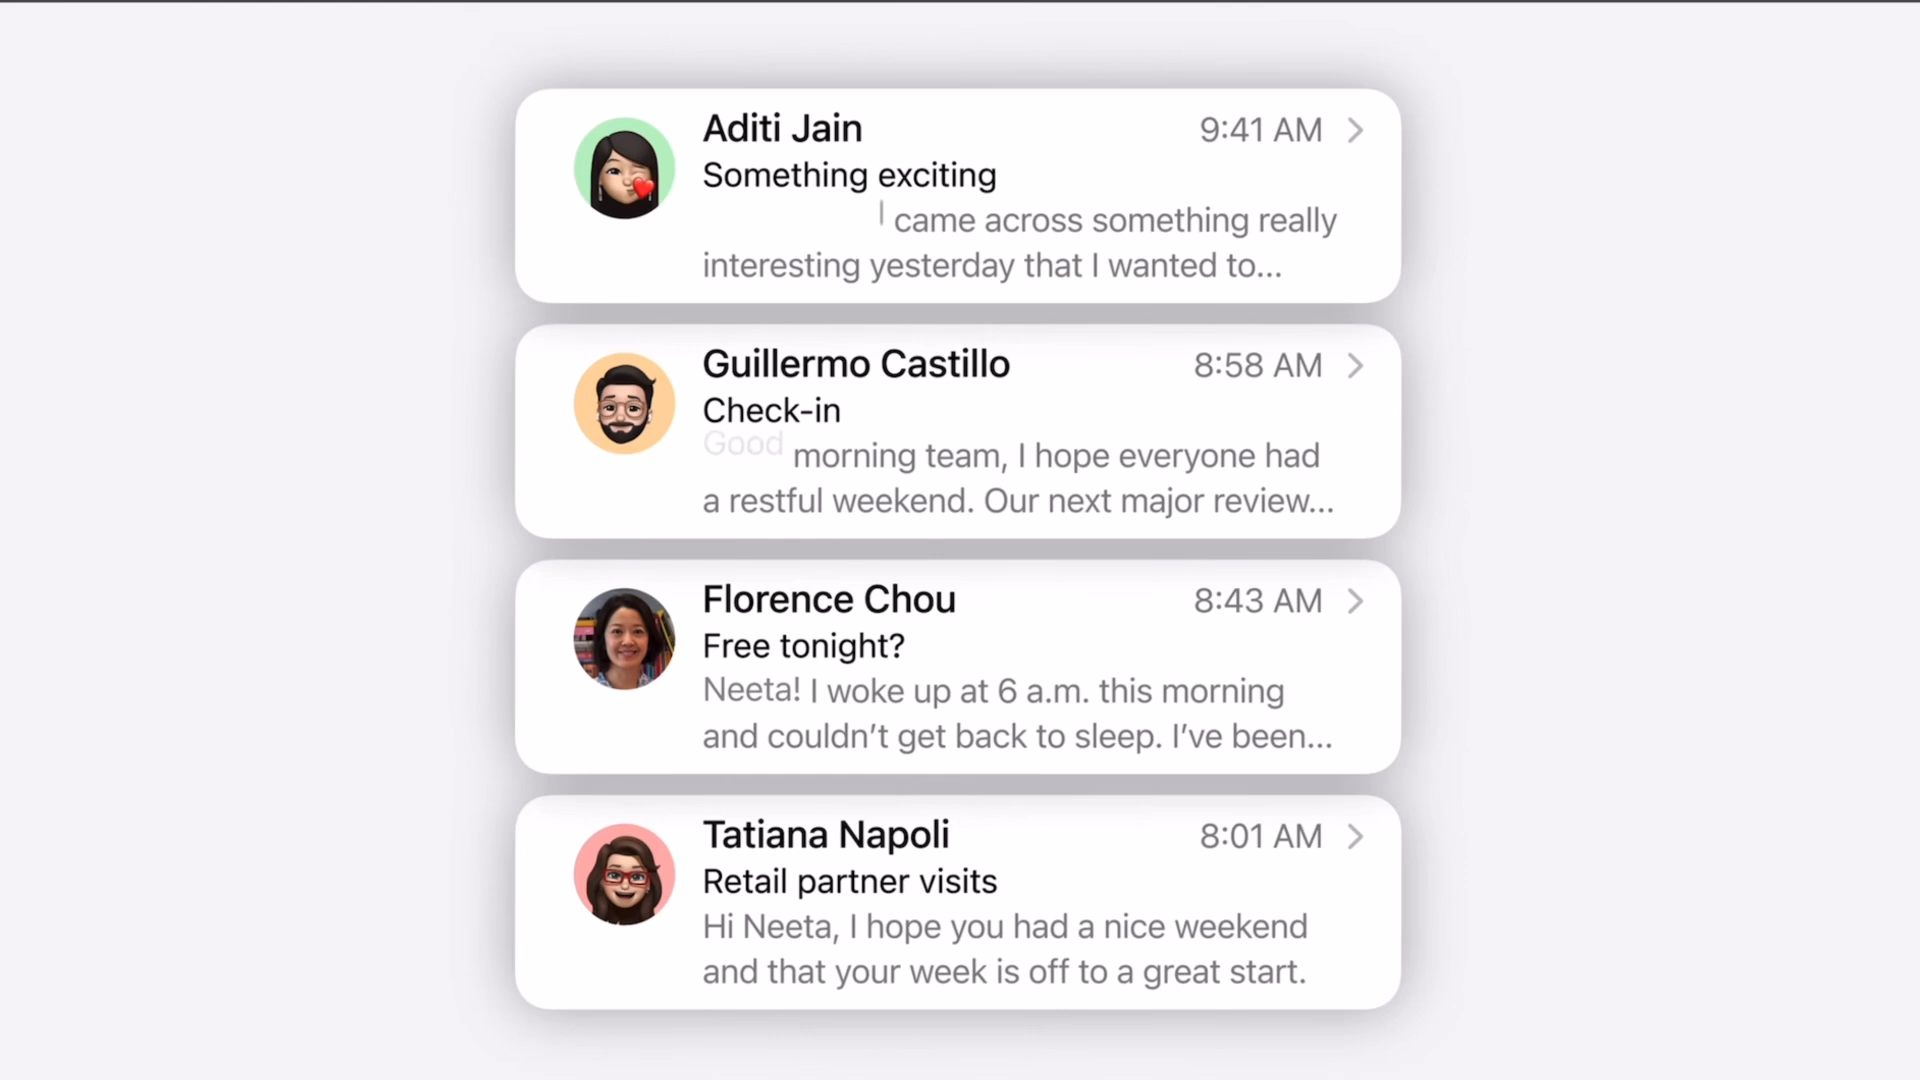 Aditi Jain
9:41 AM
Something exciting
I came across something really
interesting yesterday that I wanted to...
Guillermo Castillo
8:58 AM
Check-in
Good morning team, I hope everyone had
a restful weekend. Our next major review...
Florence Chou
8:43 AM
Free tonight?
Neeta! I woke up at 6 a.m. this morning
and couldn’t get back to sleep. I’ve been...
Tatiana Napoli
8:01 AM
Retail partner visits
Hi Neeta, I hope you had a nice weekend
and that your week is off to a great start.